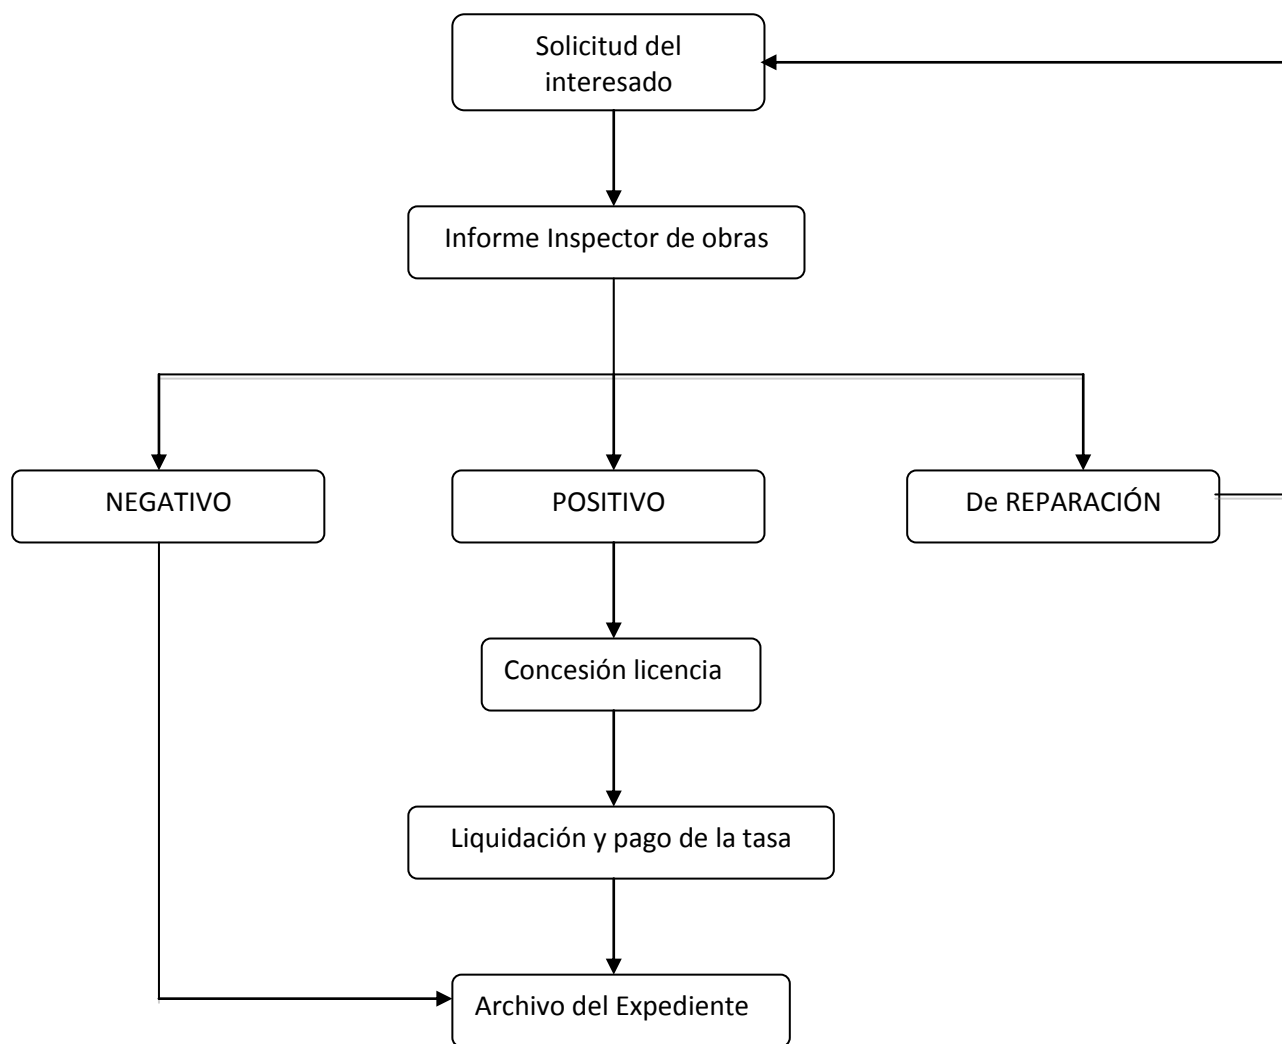 Solicitud del
interesado
Informe Inspector de obras
NEGATIVO
POSITIVO
De REPARACIÓN
Concesión licencia
Liquidación y pago de la tasa
Archivo del Expediente